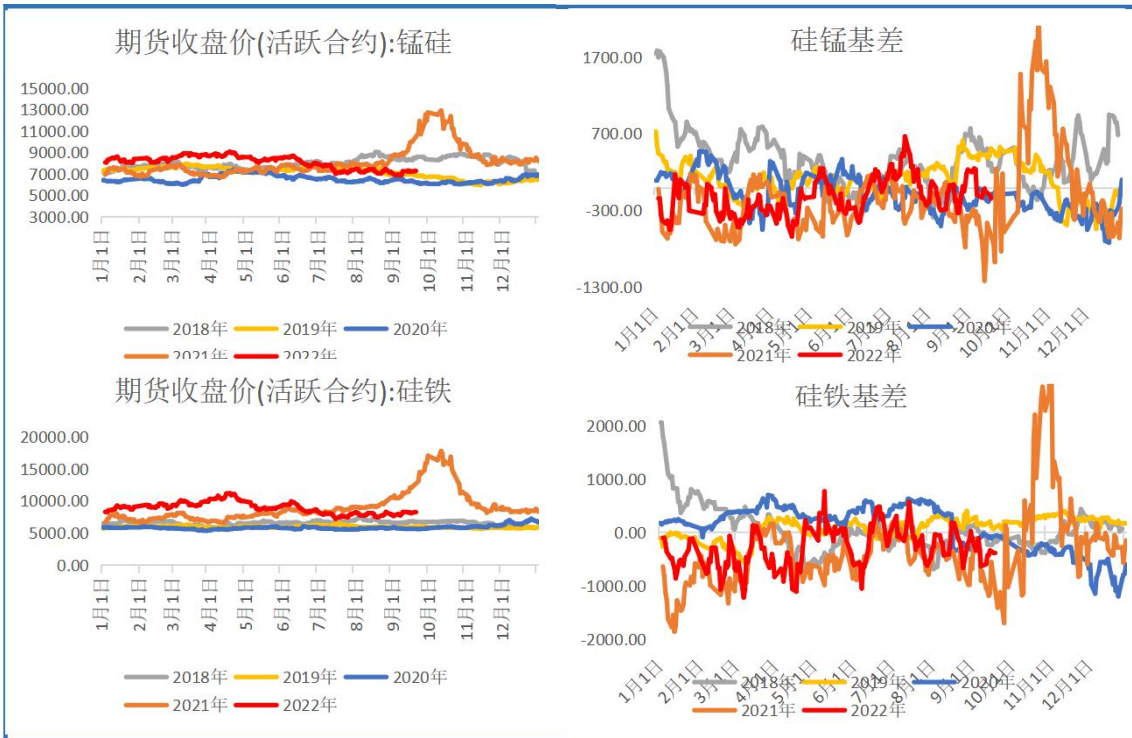 期货收盘价(活跃合约):锰硅
15000.00
13000.00
11000.00
9000.00
7000.00
5000.00
3000.00
1月1日
2月1日
3月1日
4月1日
5月1日
6月1日
7月1日
8月1日
9月1日
10月1日
11月1日
12月1日
2018年 2019年 2020年
2021年 2022年
硅锰基差
1700.00
700.00
-300.00
-1300.00
1月1日
2月1日
3月1日
4月1日
5月1日
6月1日
7月1日
8月1日
9月1日
10月1日
11月1日
12月1日
2018年 2019年 2020年
2021年 2022年
期货收盘价(活跃合约):硅铁
20000.00
15000.00
10000.00
5000.00
0.00
1月1日
2月1日
3月1日
4月1日
5月1日
6月1日
7月1日
8月1日
9月1日
10月1日
11月1日
12月1日
2018年 2019年 2020年
2021年 2022年
硅铁基差
2000.00
1000.00
0.00
-1000.00
-2000.00
1月1日
2月1日
3月1日
4月1日
5月1日
6月1日
7月1日
8月1日
9月1日
10月1日
11月1日
12月1日
2018年 2019年 2020年
2021年 2022年